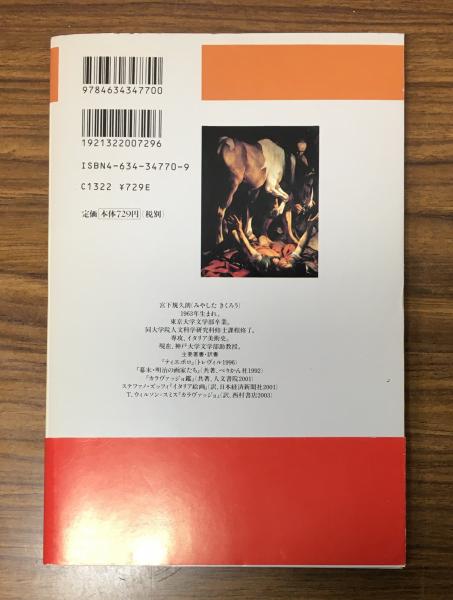 9784634347700
1921322007296
ISBN4-634-34770-9
C1322 ¥729E
定価 本体729円 (税別)
宮下規久朗(みやした きくろう)
1963年生まれ。
東京大学文学部卒業。
同大学院人文科学研究科修士課程修了。
専攻、イタリア美術史。
現在、神戸大学文学部助教授。
主要著書・訳書
『ティエポロ』(トレヴィル1996)
『幕末・明治の画家たち』(共著、ぺりかん社1992)
『カラヴァッジョ鑑』(共著、人文書院2001)
ステファノ・ズッフィ『イタリア絵画』(訳、日本経済新聞社2001)
T. ウィルソン-スミス『カラヴァッジョ』(訳、西村書店2003)